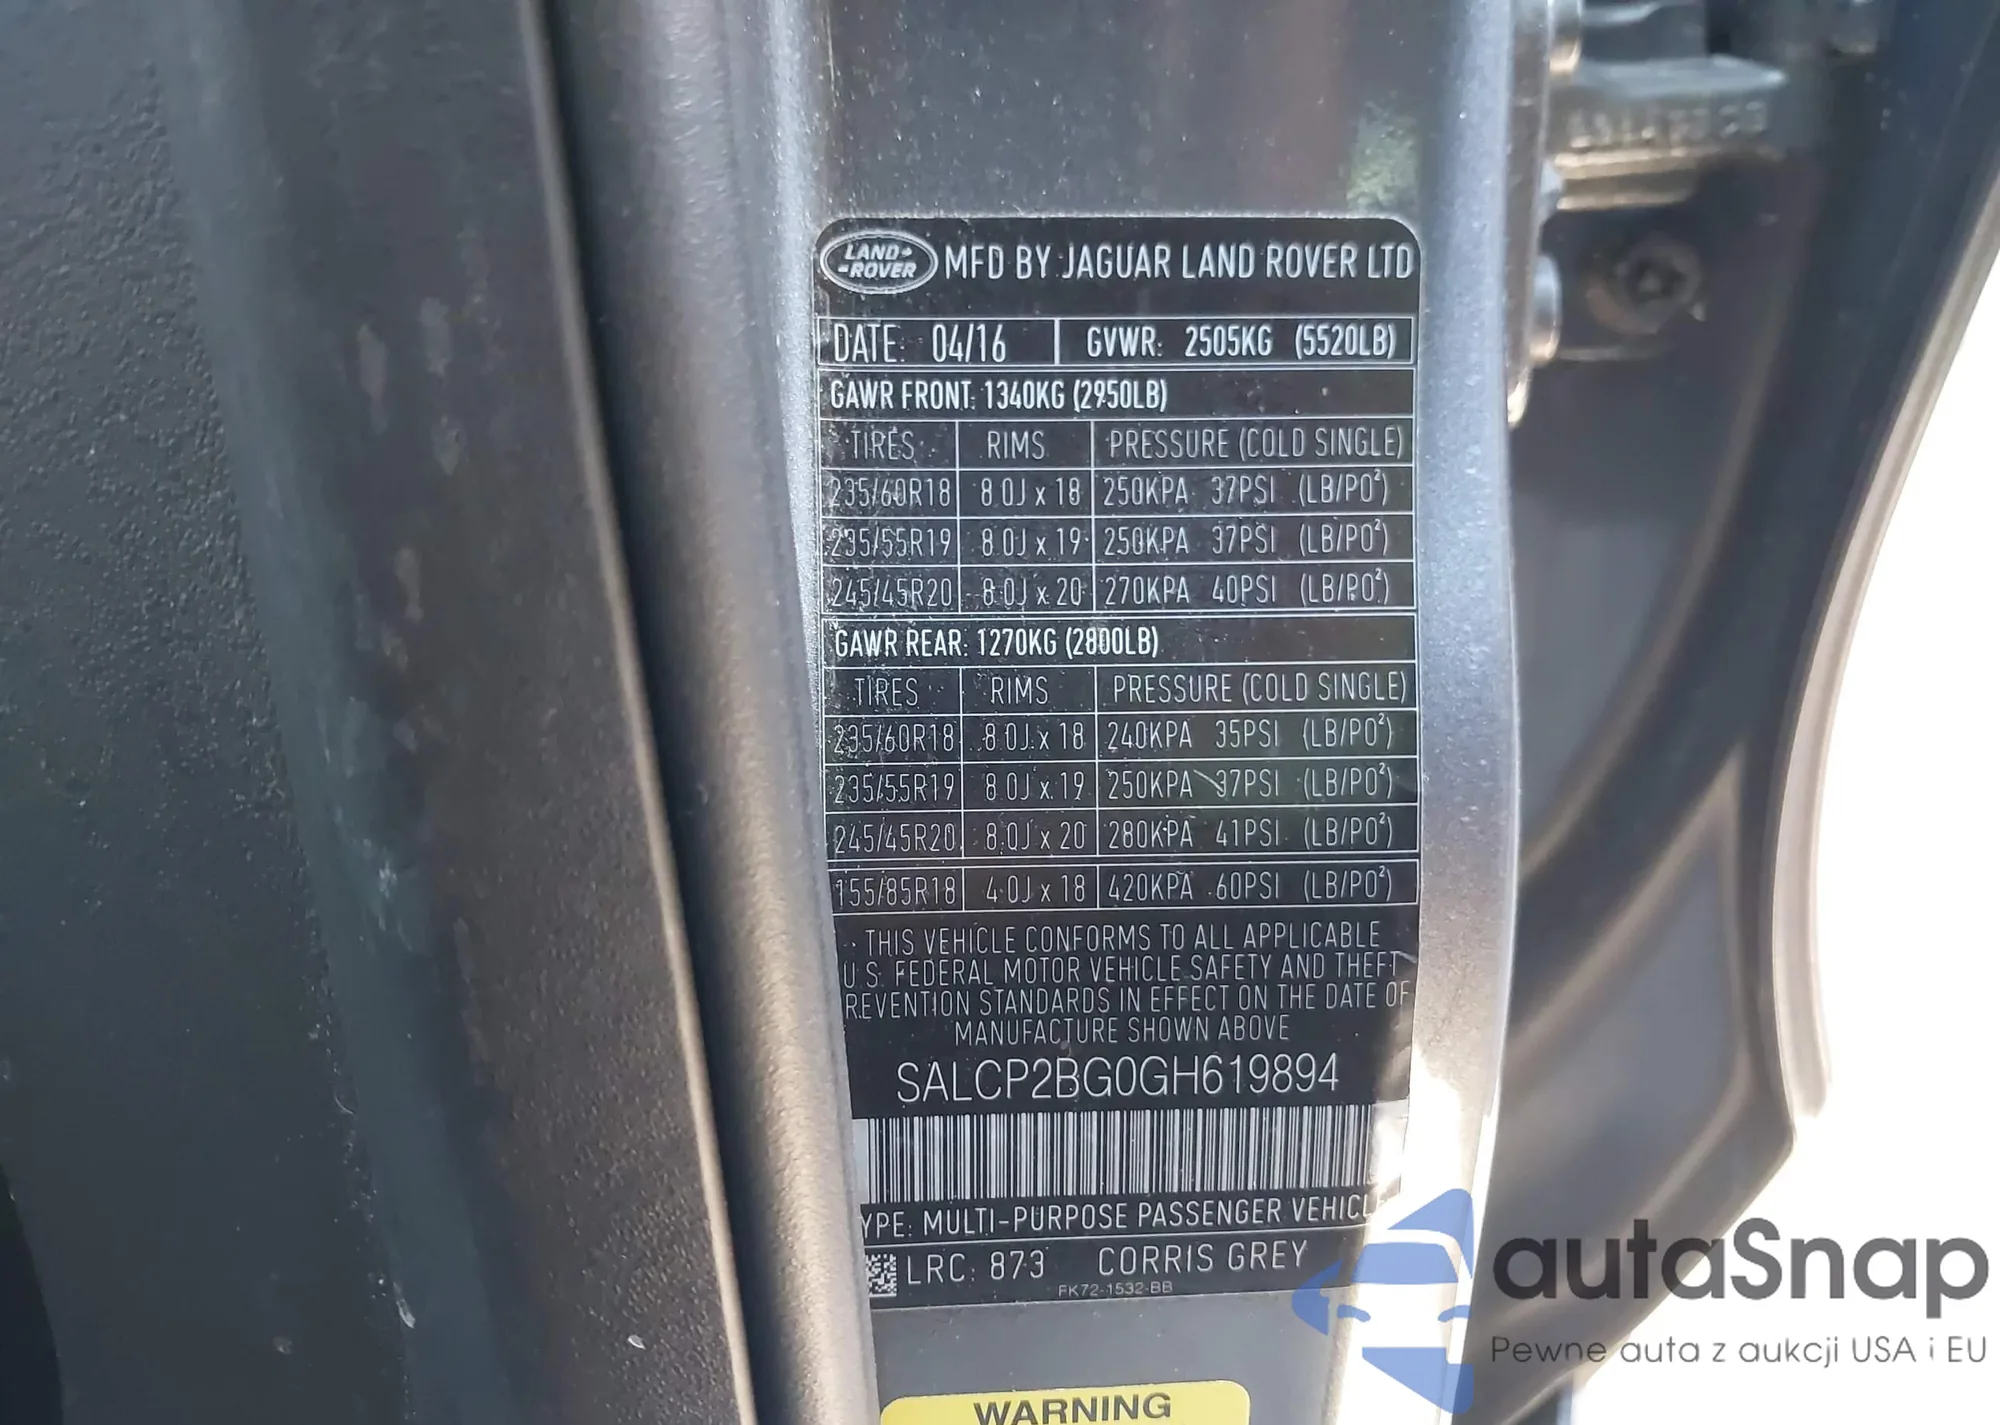 LAND ROVER
MFD BY JAGUAR LAND ROVER LTD
DATE: 04/16 GVWR: 2505KG (5520LB)
GAWR FRONT: 1340KG (2950LB)
TIRES RIMS PRESSURE (COLD SINGLE)
235/60R18 8.0J x 18 250KPA 37PSI (LB/PO²)
235/55R19 8.0J x 19 250KPA 37PSI (LB/PO²)
245/45R20 8.0J x 20 270KPA 40PSI (LB/PO²)
GAWR REAR: 1270KG (2800LB)
TIRES RIMS PRESSURE (COLD SINGLE)
235/60R18 8.0J x 18 240KPA 35PSI (LB/PO²)
235/55R19 8.0J x 19 250KPA 37PSI (LB/PO²)
245/45R20 8.0J x 20 280KPA 41PSI (LB/PO²)
155/85R18 4.0J x 18 420KPA 60PSI (LB/PO²)
THIS VEHICLE CONFORMS TO ALL APPLICABLE
U.S. FEDERAL MOTOR VEHICLE SAFETY AND THEFT
REVENTION STANDARDS IN EFFECT ON THE DATE OF
MANUFACTURE SHOWN ABOVE
SALCP2BG0GH619894
YPE: MULTI-PURPOSE PASSENGER VEHICL
LRC: 873 CORRIS GREY
FK72-1532-BB
WARNING
autaSnap
Pewne auta z aukcji USA i EU